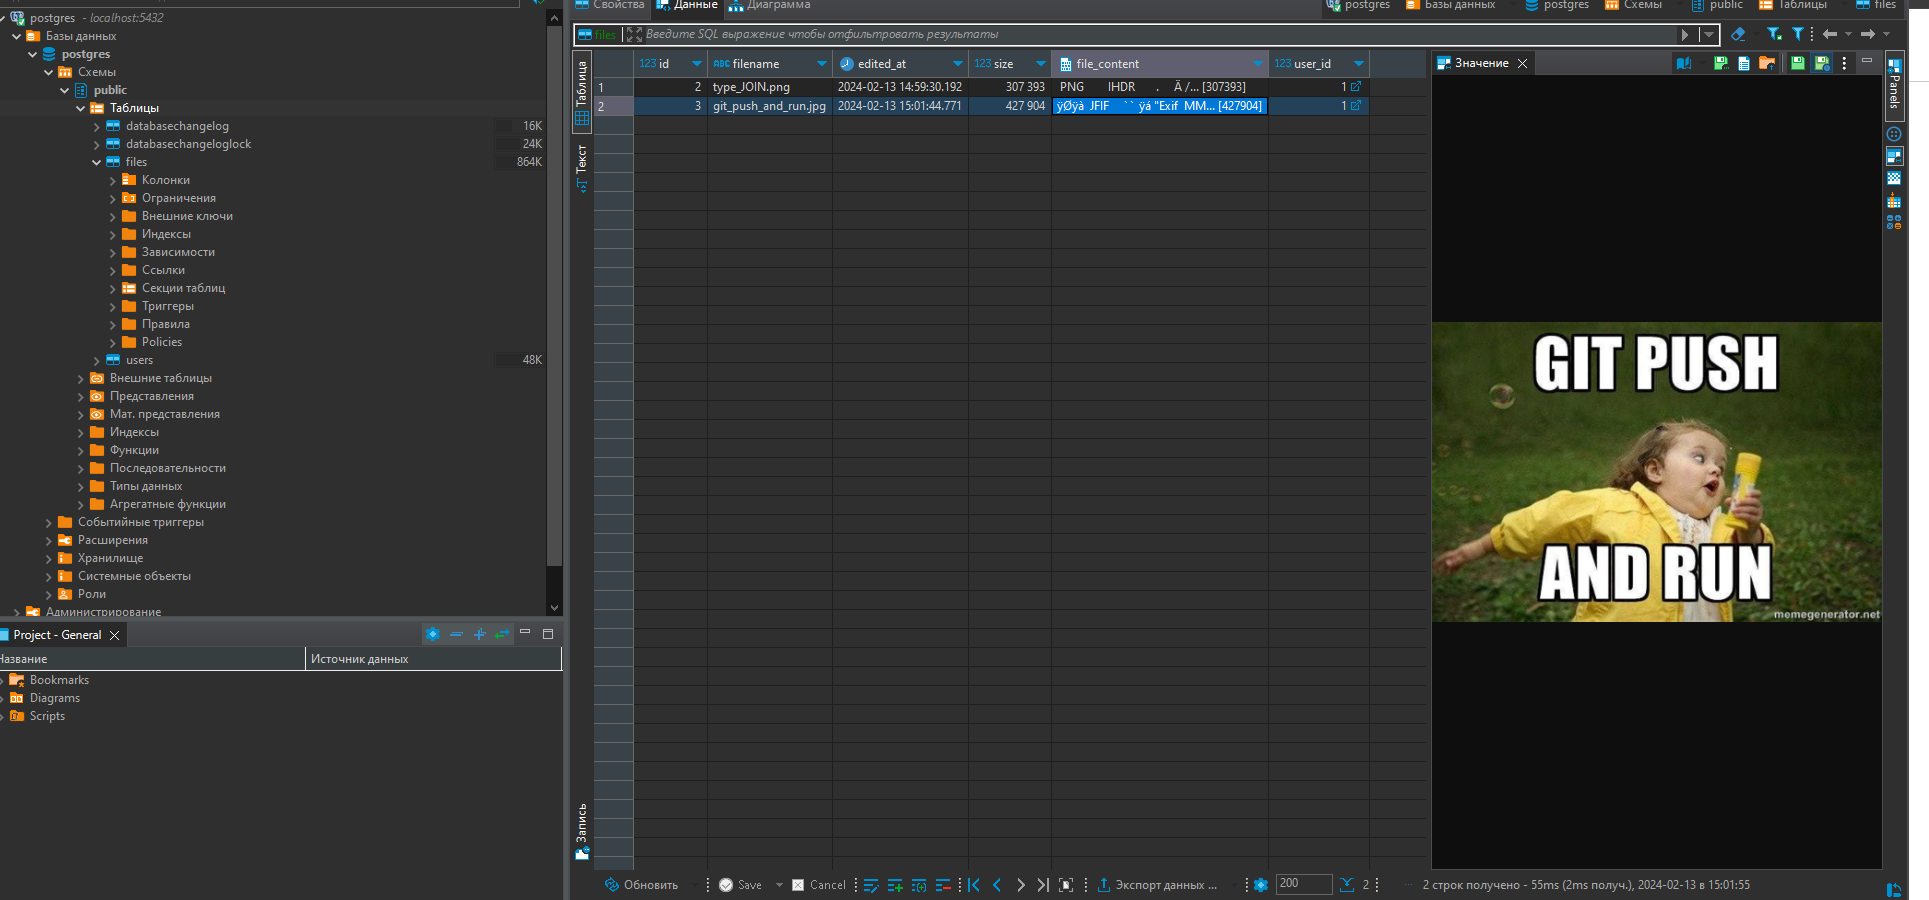 postgres - localhost:5432
Базы данных
postgres
Схемы
public
Таблицы
databasechangelog 16K
databasechangeloglock 24K
files 864K
Колонки
Ограничения
Внешние ключи
Индексы
Зависимости
Ссылки
Секции таблиц
Триггеры
Правила
Policies
users 48K
Внешние таблицы
Представления
Мат. представления
Индексы
Функции
Последовательности
Типы данных
Агрегатные функции
Событийные триггеры
Расширения
Хранилище
Системные объекты
Роли
Администрирование
Project - General
Название Источник данных
Bookmarks
Diagrams
Scripts
Свойства Данные Диаграмма
postgres Базы данных postgres Схемы public Таблицы files
files Введите SQL выражение чтобы отфильтровать результаты
Таблица
Текст
Запись
123 id ABC filename edited_at 123 size file_content 123 user_id
1 2 type_JOIN.png 2024-02-13 14:59:30.192 307 393 PNG IHDR . Ä /... [307393] 1
2 3 git_push_and_run.jpg 2024-02-13 15:01:44.771 427 904 ÿØÿà JFIF `` ÿá "Exif MM... [427904] 1
Значение
Panels
GIT PUSH
AND RUN
memegenerator.net
Обновить Save Cancel Экспорт данных ... 200 2 2 строк получено - 55ms (2ms получ.), 2024-02-13 в 15:01:55